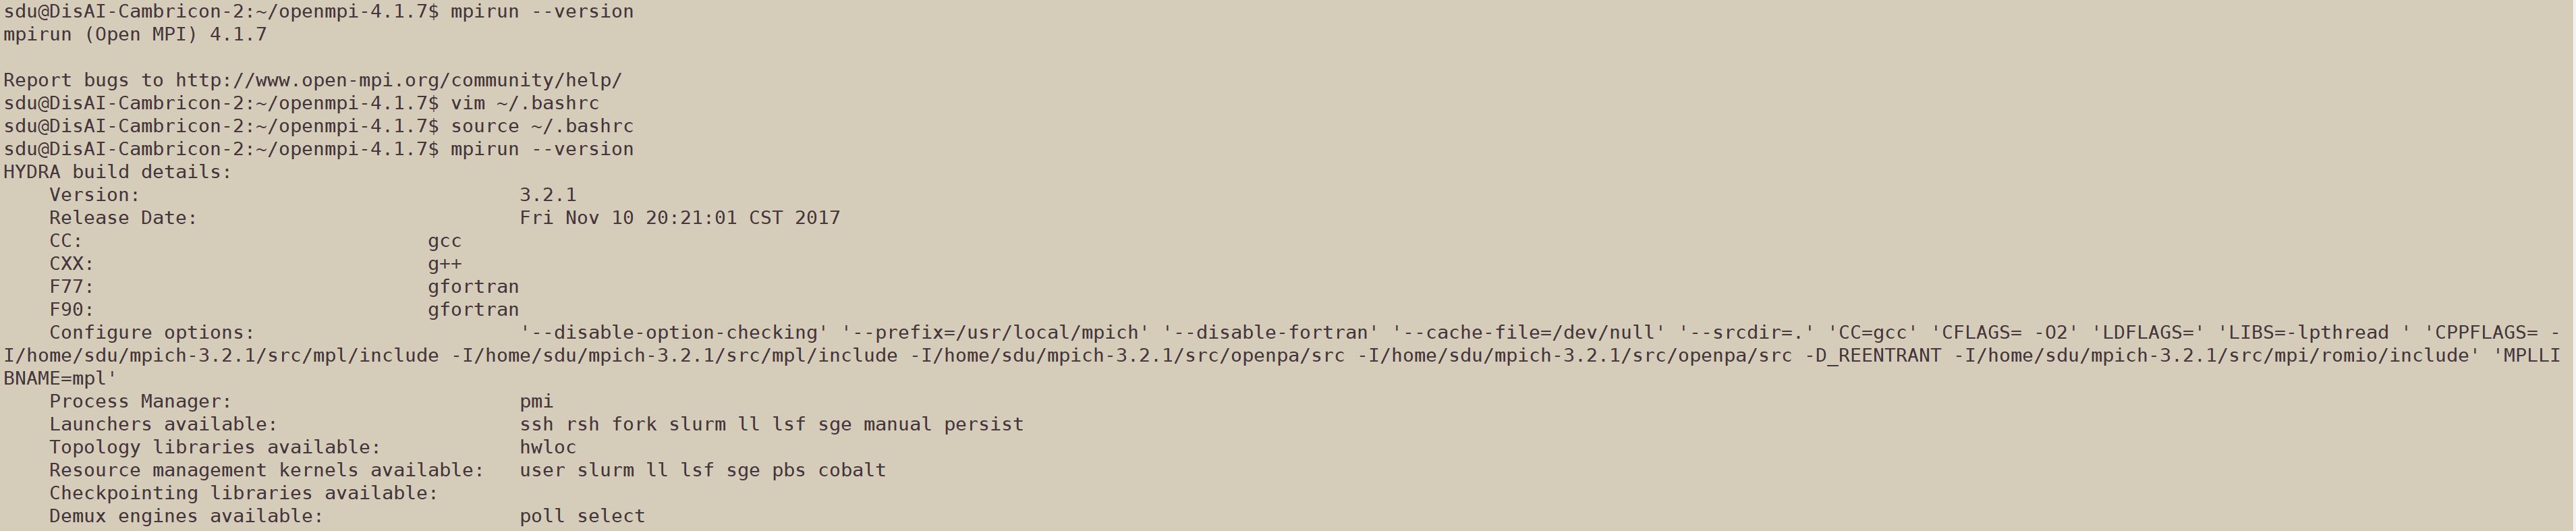 sdu@DisAI-Cambricon-2:~/openmpi-4.1.7$ mpirun --version
mpirun (Open MPI) 4.1.7

Report bugs to http://www.open-mpi.org/community/help/
sdu@DisAI-Cambricon-2:~/openmpi-4.1.7$ vim ~/.bashrc
sdu@DisAI-Cambricon-2:~/openmpi-4.1.7$ source ~/.bashrc
sdu@DisAI-Cambricon-2:~/openmpi-4.1.7$ mpirun --version
HYDRA build details:
    Version:                                 3.2.1
    Release Date:                            Fri Nov 10 20:21:01 CST 2017
    CC:                              gcc
    CXX:                             g++
    F77:                             gfortran
    F90:                             gfortran
    Configure options:                       '--disable-option-checking' '--prefix=/usr/local/mpich' '--disable-fortran' '--cache-file=/dev/null' '--srcdir=.' 'CC=gcc' 'CFLAGS= -O2' 'LDFLAGS=' 'LIBS=-lpthread ' 'CPPFLAGS= -
I/home/sdu/mpich-3.2.1/src/mpl/include -I/home/sdu/mpich-3.2.1/src/mpl/include -I/home/sdu/mpich-3.2.1/src/openpa/src -I/home/sdu/mpich-3.2.1/src/openpa/src -D_REENTRANT -I/home/sdu/mpich-3.2.1/src/mpi/romio/include' 'MPLLI
BNAME=mpl'
    Process Manager:                         pmi
    Launchers available:                     ssh rsh fork slurm ll lsf sge manual persist
    Topology libraries available:            hwloc
    Resource management kernels available:   user slurm ll lsf sge pbs cobalt
    Checkpointing libraries available:
    Demux engines available:                 poll select